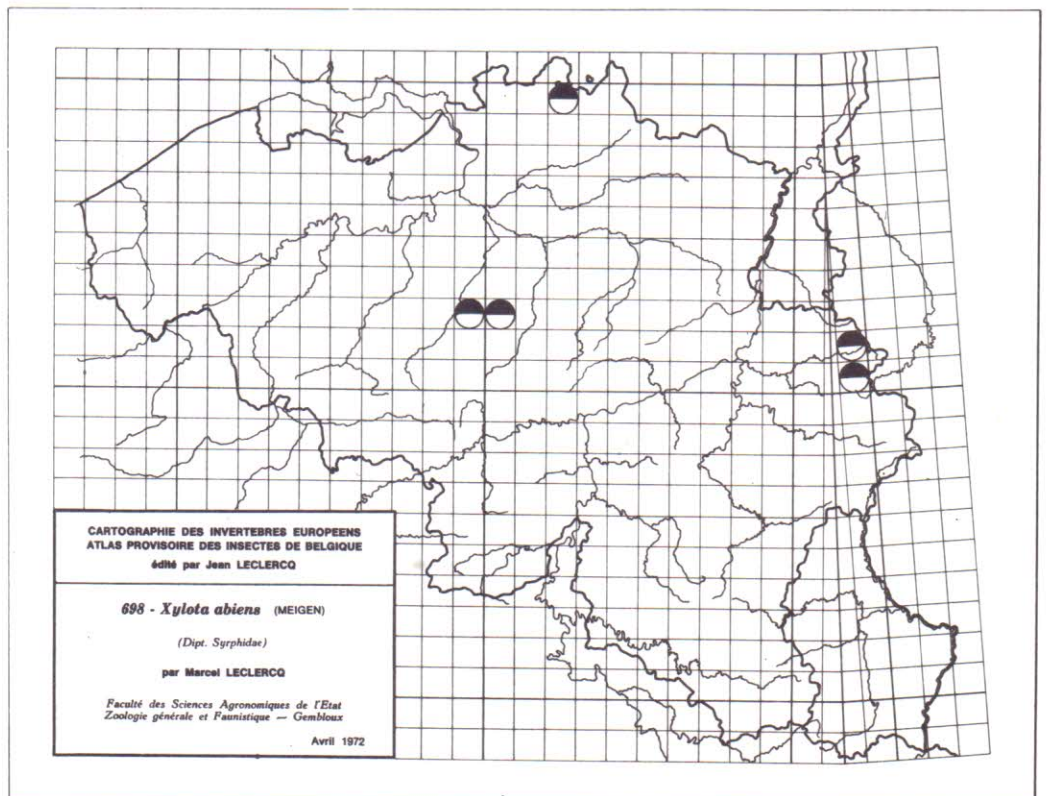 CARTOGRAPHIE DES INVERTEBRES EUROPEENS
ATLAS PROVISOIRE DES INSECTES DE BELGIQUE
édité par Jean LECLERCQ
698 - Xylota abiens (MEIGEN)
(Dipt. Syrphidae)
par Marcel LECLERCQ
Faculté des Sciences Agronomiques de l'Etat
Zoologie générale et Faunistique — Gembloux
Avril 1972